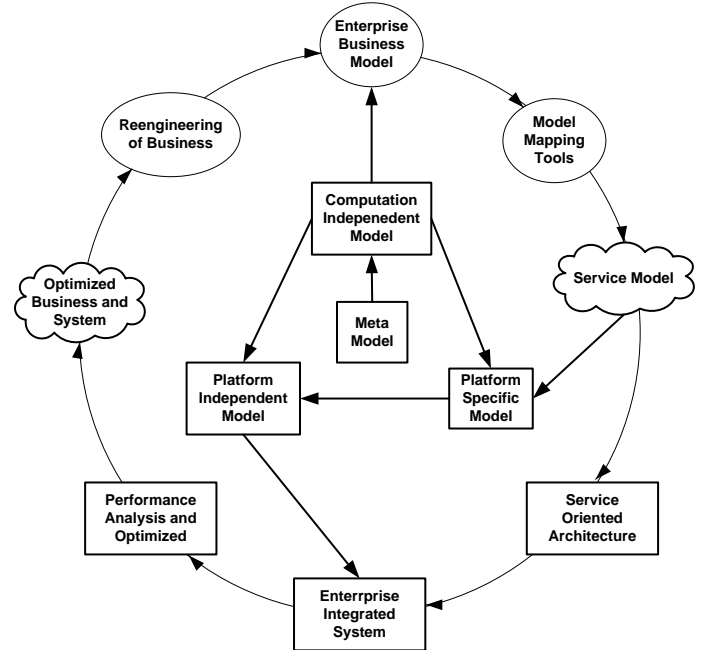 Enterprise
Business
Model
Reengineering
of Business
Model
Mapping
Tools
Computation
Indepenedent
Model
Optimized
Business and
System
Service Model
Meta
Model
Platform
Independent
Model
Platform
Specific
Model
Performance
Analysis and
Optimized
Service
Oriented
Architecture
Enterrprise
Integrated
System